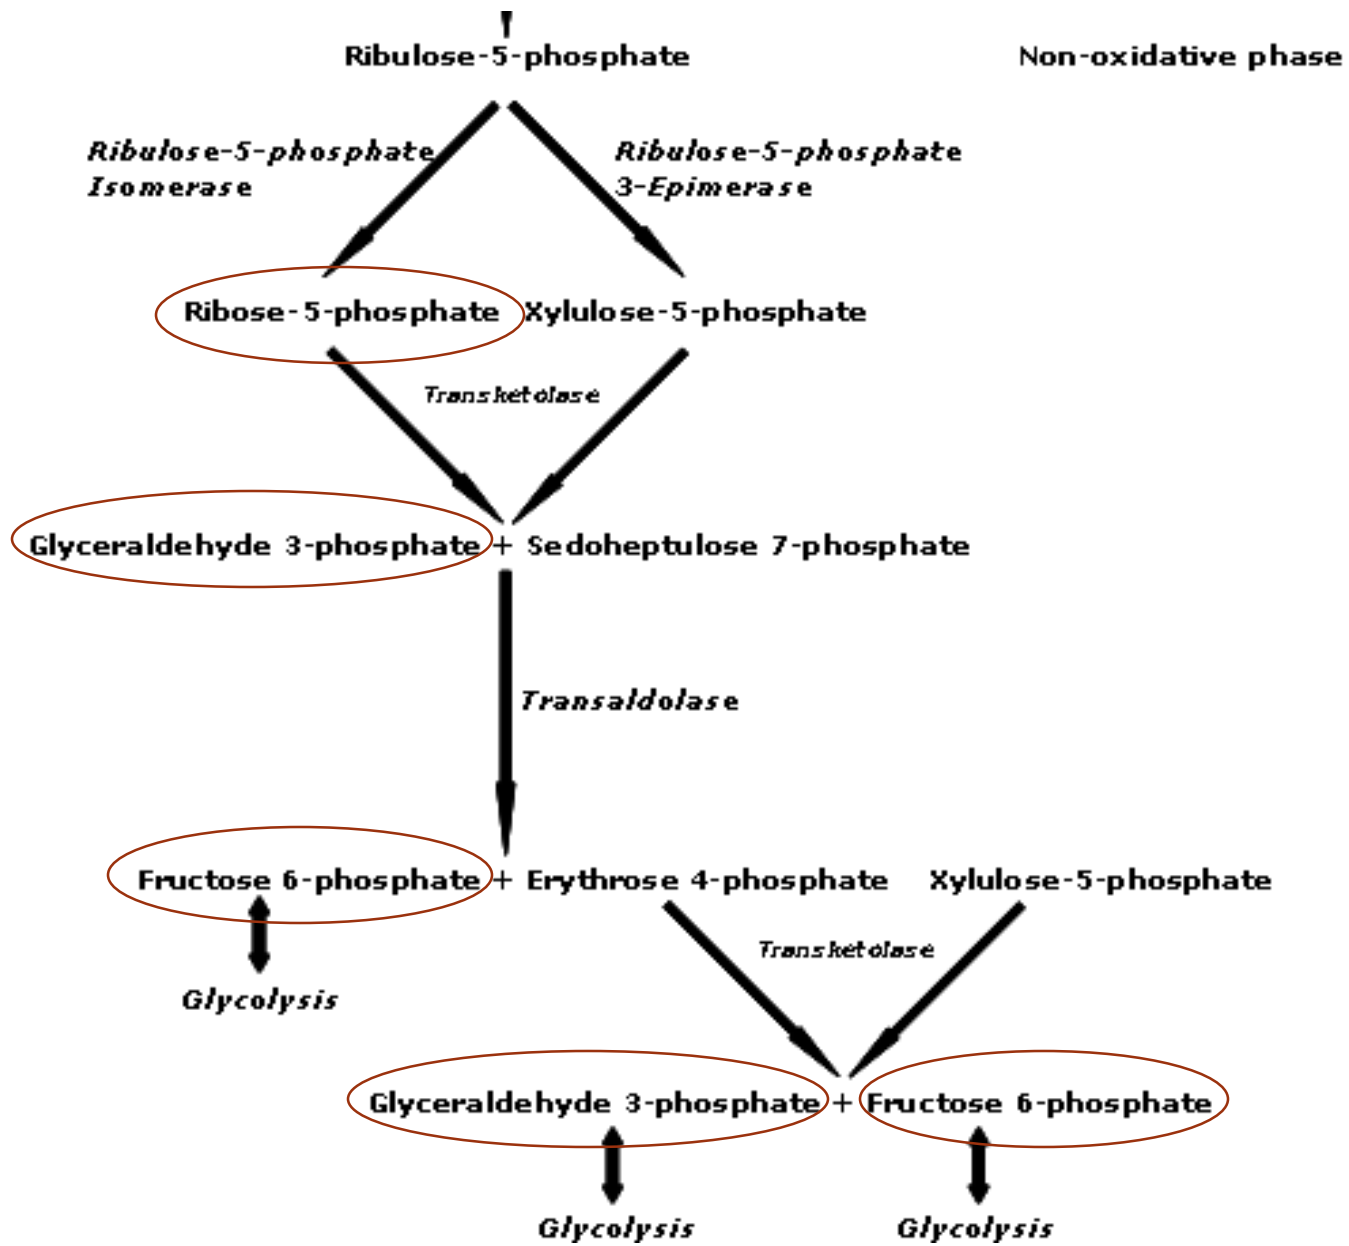 Ribulose-5-phosphate
Non-oxidative phase
Ribulose-5-phosphate
Isomerase
Ribulose-5-phosphate
3-Epimerase
Ribose-5-phosphate
Xylulose-5-phosphate
Transketolase
Glyceraldehyde 3-phosphate + Sedoheptulose 7-phosphate
Transaldolase
Fructose 6-phosphate + Erythrose 4-phosphate
Xylulose-5-phosphate
Transketolase
Glycolysis
Glyceraldehyde 3-phosphate + Fructose 6-phosphate
Glycolysis
Glycolysis